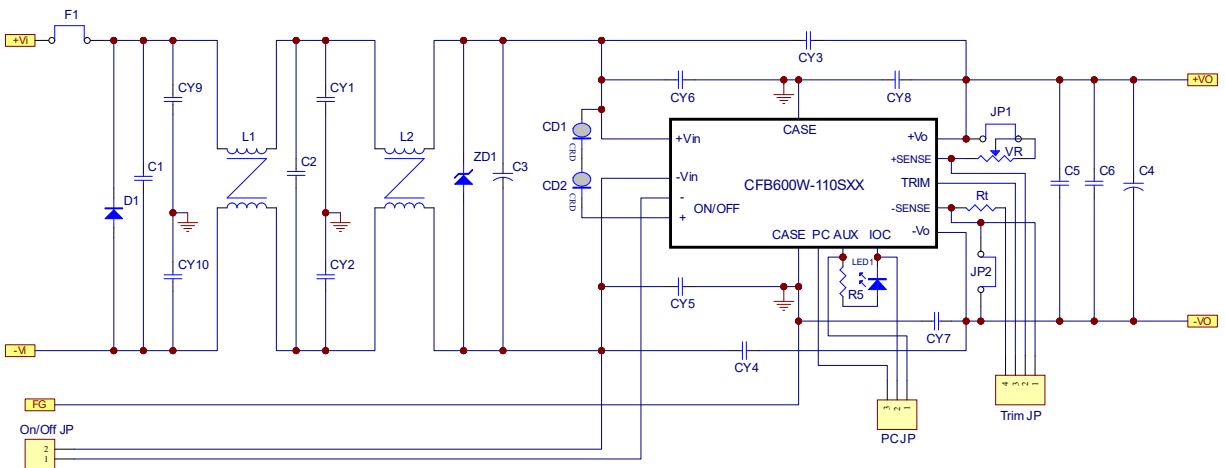 F1
+Vi
CY3
CY9
CY1
CY6
CY8
+VO
L1
L2
CD1
CRD
CD2
CRD
ZD1
C1
C2
C3
D1
CY10
CY2
CASE
+Vin
-Vin
-
+
ON/OFF
CFB600W-110SXX
+Vo
+SENSE
TRIM
-SENSE
-Vo
CASE
PC
AUX
IOC
JP1
VR
Rt
JP2
C5
C6
C4
LED1
R5
CY5
CY7
CY4
-Vi
-VO
FG
On/Off JP
2
1
3
2
1
PC JP
4
3
2
1
Trim JP